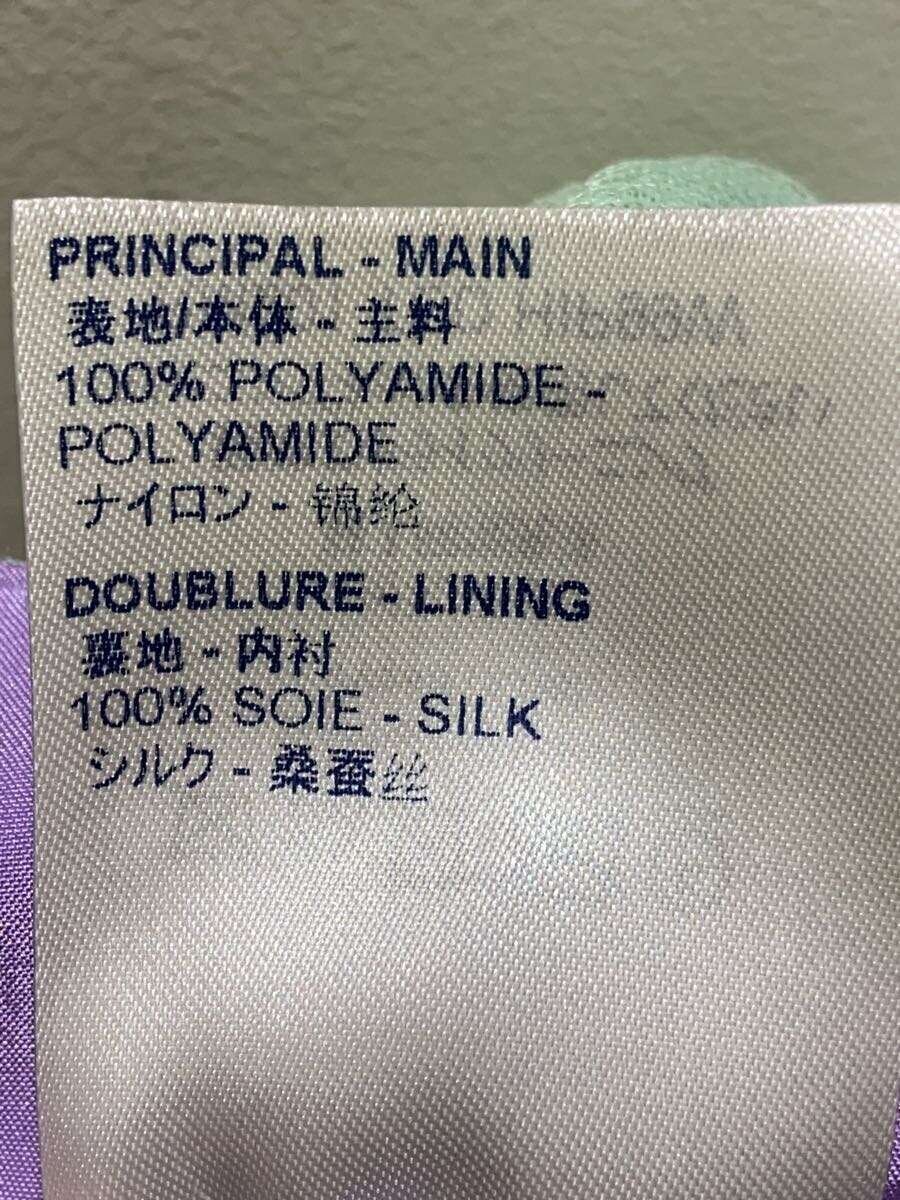 PRINCIPAL - MAIN
表地/本体 - 主料
100% POLYAMIDE -
POLYAMIDE
ナイロン - 锦纶
DOUBLURE - LINING
裏地 - 内衬
100% SOIE - SILK
シルク - 桑蚕丝